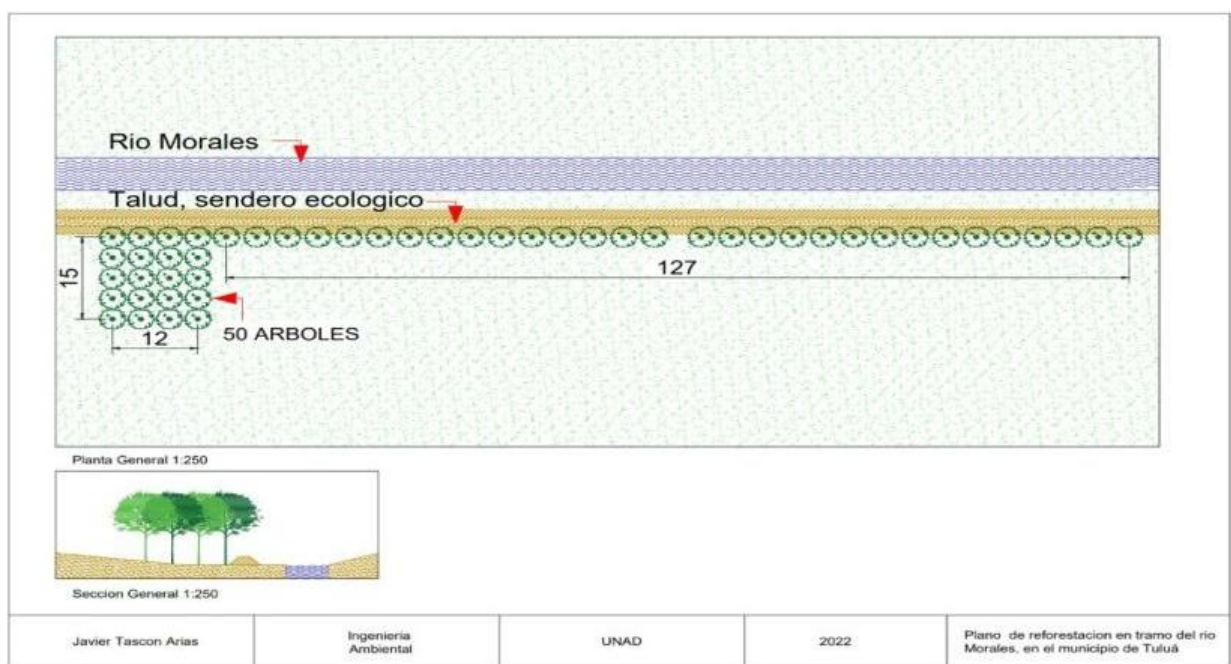 Rio Morales
Talud, sendero ecologico
127
15
12
50 ARBOLES
Planta General 1:250
Seccion General 1:250
Javier Tascon Arias
Ingenieria
Ambiental
UNAD
2022
Plano de reforestacion en tramo del rio
Morales, en el municipio de Tuluá